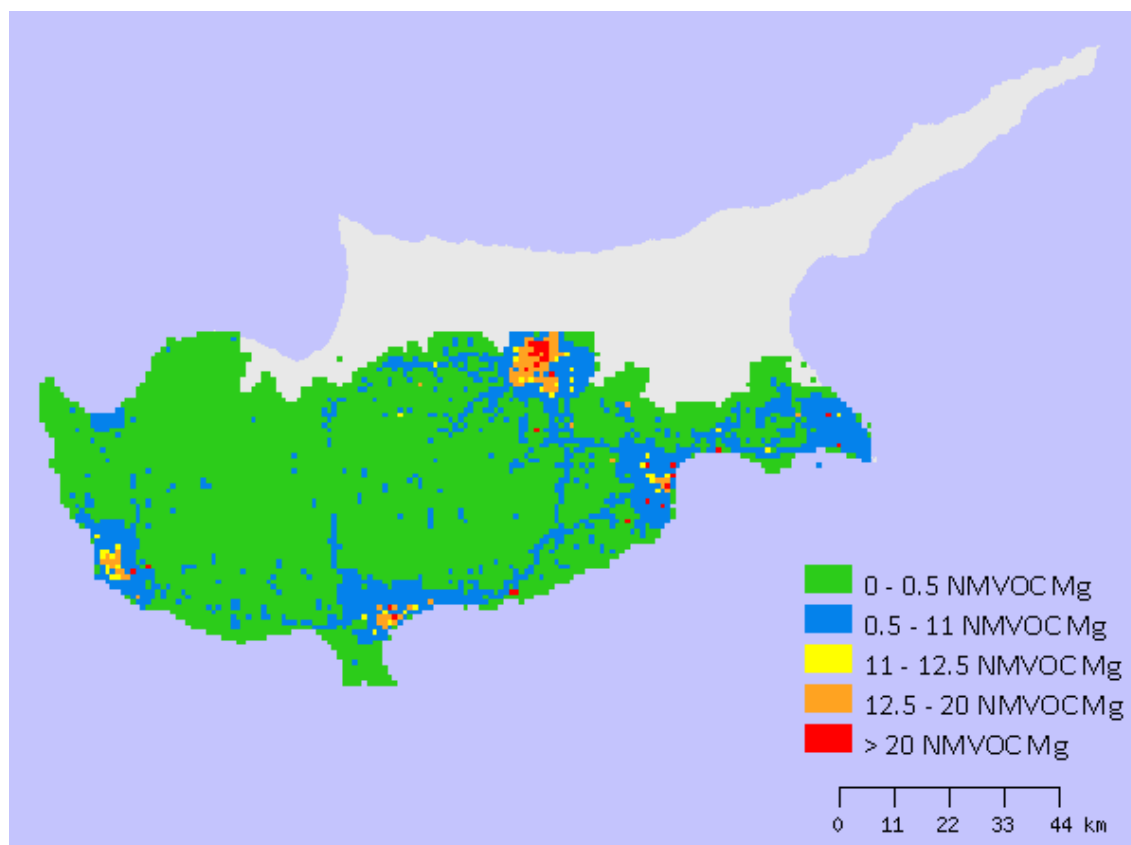 0 - 0.5 NMVOC Mg
0.5 - 11 NMVOC Mg
11 - 12.5 NMVOC Mg
12.5 - 20 NMVOC Mg
> 20 NMVOC Mg
0 11 22 33 44 km